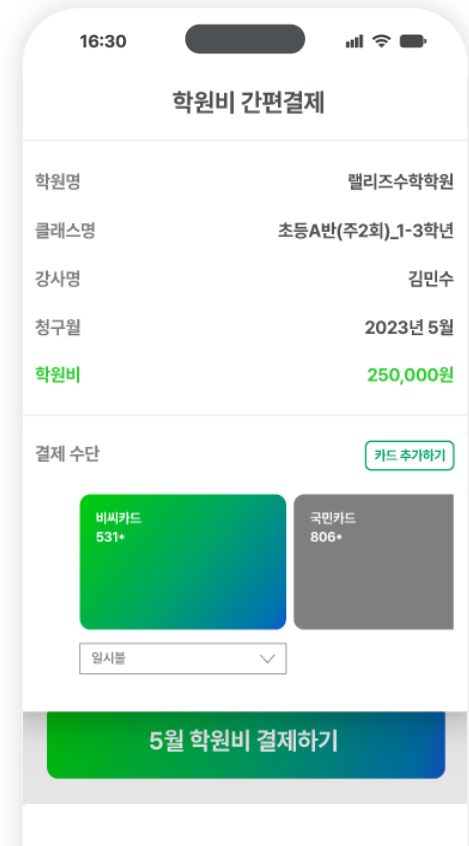 16:30
학원비 간편결제
학원명 랠리즈수학학원
클래스명 초등A반(주2회)_1-3학년
강사명 김민수
청구월 2023년 5월
학원비 250,000원
결제 수단 카드 추가하기
비씨카드 국민카드
531* 806*
일시불
5월 학원비 결제하기